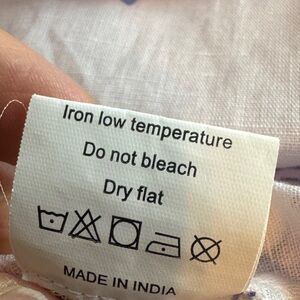 Iron low temperature
Do not bleach
Dry flat
MADE IN INDIA